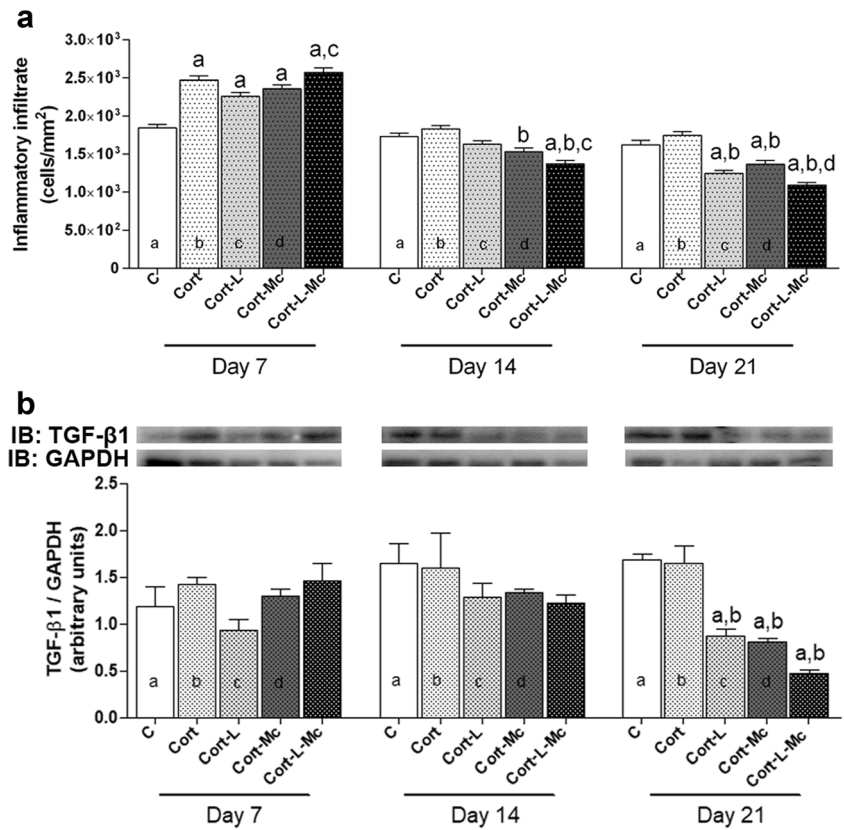 a
Inflammatory infiltrate
(cells/mm²)
3.0×10³
2.5×10³
2.0×10³
1.5×10³
1.0×10³
5.0×10²
0
a a a a,c
b a,b,c
a,b a,b a,b,d
a b c d
a b c d
a b c d
C Cort Cort-L Cort-Mc Cort-L-Mc
C Cort Cort-L Cort-Mc Cort-L-Mc
C Cort Cort-L Cort-Mc Cort-L-Mc
Day 7 Day 14 Day 21
b
IB: TGF-β1
IB: GAPDH
TGF-β1 / GAPDH
(arbitrary units)
2.5
2.0
1.5
1.0
0.5
0.0
a,b a,b a,b
a b c d
a b c d
a b c d
C Cort Cort-L Cort-Mc Cort-L-Mc
C Cort Cort-L Cort-Mc Cort-L-Mc
C Cort Cort-L Cort-Mc Cort-L-Mc
Day 7 Day 14 Day 21